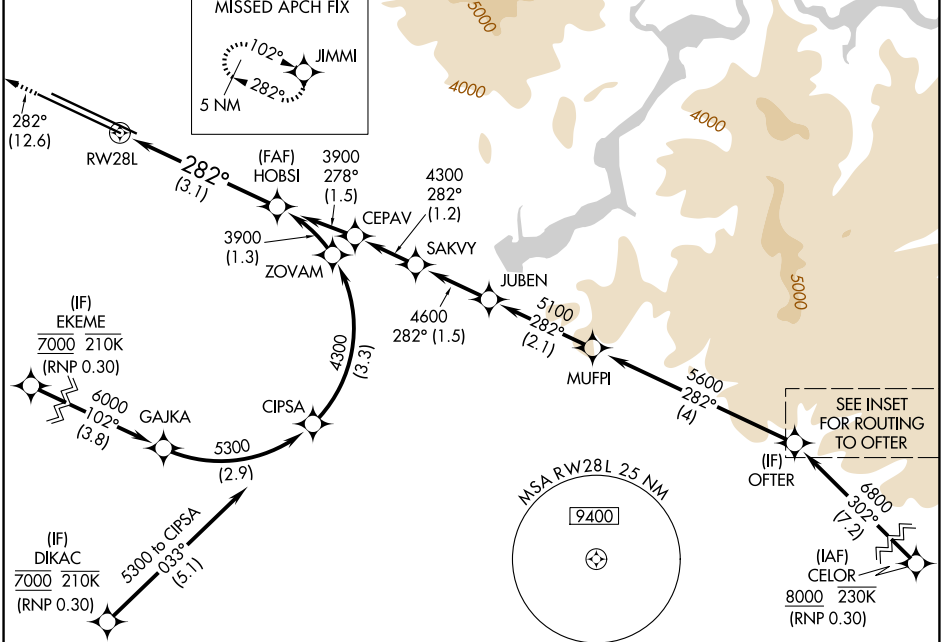 MISSED APCH FIX
102°
JIMMI
282°
5 NM
5000
4000
4000
5000
282°
(12.6)
RW28L
282°
(3.1)
(FAF)
HOBSI
3900
278°
(1.5)
CEPAV
4300
282°
(1.2)
SAKVY
3900
(1.3)
ZOVAM
JUBEN
4600
282° (1.5)
5100
282°
(2.1)
MUFPI
5600
282°
(4)
SEE INSET
FOR ROUTING
TO OFTER
(IF)
OFTER
6800
302°
(7.2)
(IAF)
CELOR
8000 230K
(RNP 0.30)
(IF)
EKEME
7000 210K
(RNP 0.30)
6000
102°
(3.8)
GAJKA
5300
(2.9)
CIPSA
4300
(3.3)
(IF)
DIKAC
7000 210K
(RNP 0.30)
5300 to CIPSA
033°
(5.1)
MSA RW28L 25 NM
9400